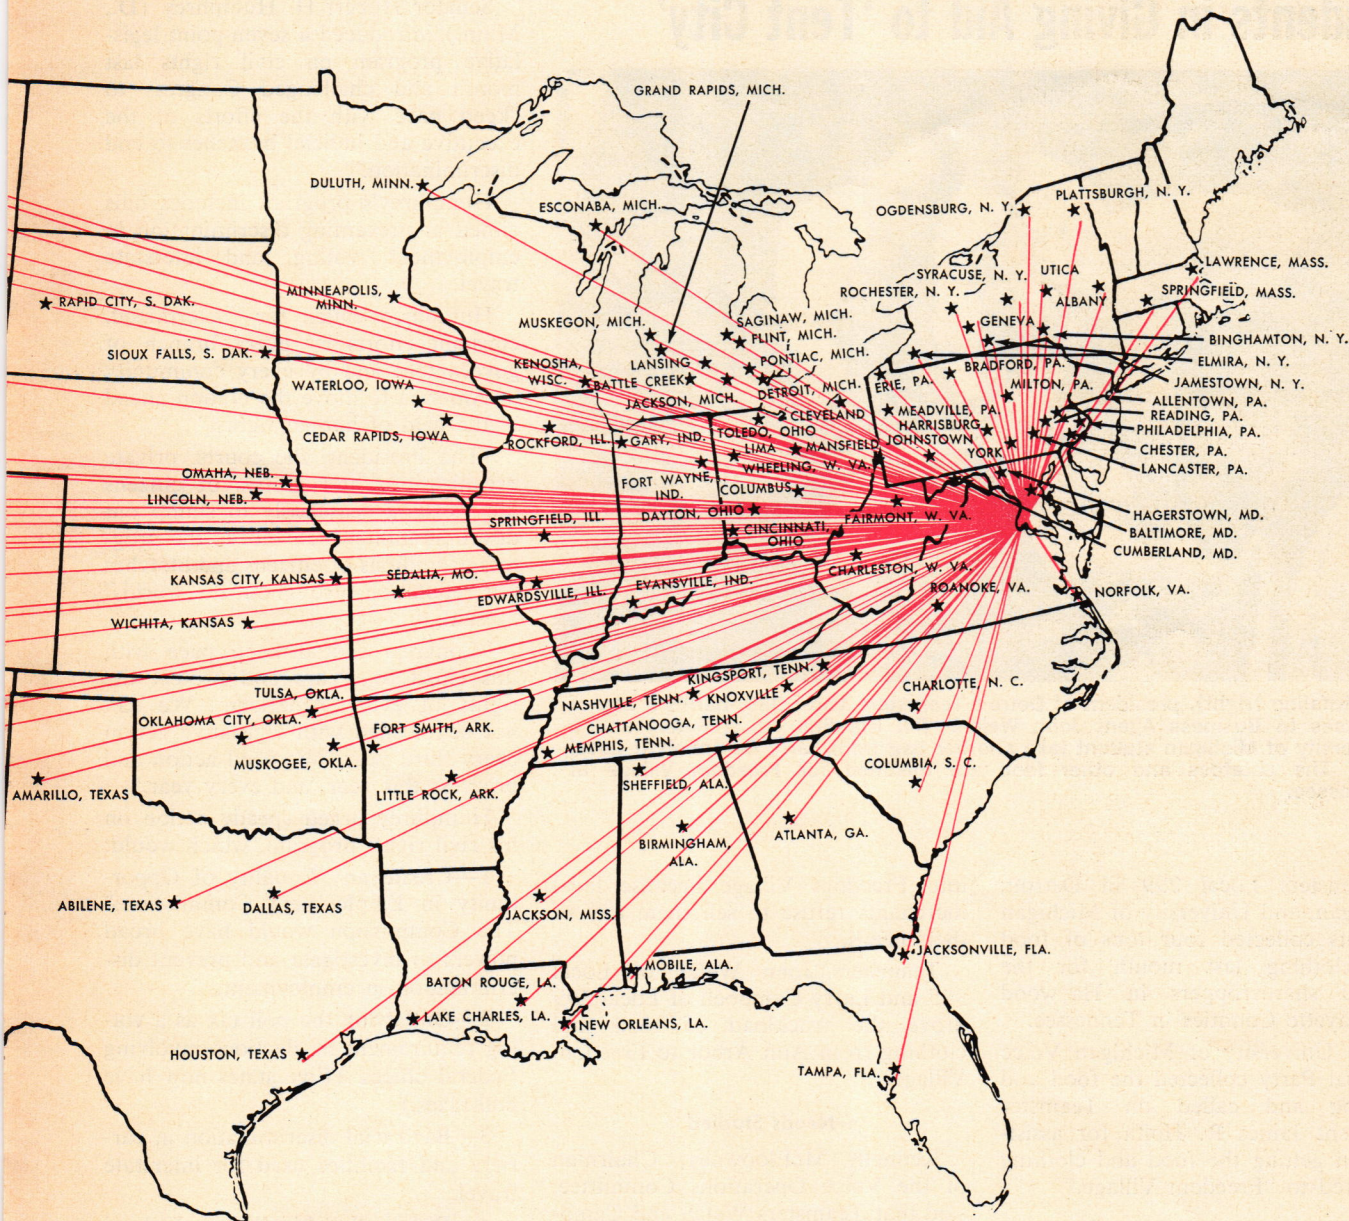 GRAND RAPIDS, MICH.
DULUTH, MINN.
ESCONABA, MICH.
OGDENSBURG, N. Y.
PLATTSBURGH, N. Y.
LAWRENCE, MASS.
SYRACUSE, N. Y.
UTICA
ROCHESTER, N. Y.
ALBANY
SPRINGFIELD, MASS.
RAPID CITY, S. DAK.
MINNEAPOLIS,
MINN.
MUSKEGON, MICH.
SAGINAW, MICH.
FLINT, MICH.
GENEVA
BINGHAMTON, N. Y.
SIOUX FALLS, S. DAK.
KENOSHA,
WISC.
LANSING
PONTIAC, MICH.
BRADFORD, PA.
ELMIRA, N. Y.
WATERLOO, IOWA
BATTLE CREEK
JACKSON, MICH.
DETROIT, MICH.
ERIE, PA.
MILTON, PA.
JAMESTOWN, N. Y.
ALLENTOWN, PA.
CEDAR RAPIDS, IOWA
ROCKFORD, ILL.
GARY, IND.
TOLEDO, OHIO
CLEVELAND
MEADVILLE, PA.
HARRISBURG
READING, PA.
PHILADELPHIA, PA.
LIMA
MANSFIELD
JOHNSTOWN
YORK
CHESTER, PA.
LANCASTER, PA.
OMAHA, NEB.
LINCOLN, NEB.
FORT WAYNE,
IND.
WHEELING, W. VA.
COLUMBUS
SPRINGFIELD, ILL.
DAYTON, OHIO
CINCINNATI,
OHIO
FAIRMONT, W. VA.
HAGERSTOWN, MD.
BALTIMORE, MD.
CUMBERLAND, MD.
KANSAS CITY, KANSAS
SEDALIA, MO.
EDWARDSVILLE, ILL.
EVANSVILLE, IND.
CHARLESTON, W. VA.
ROANOKE, VA.
NORFOLK, VA.
WICHITA, KANSAS
KINGSPORT, TENN.
TULSA, OKLA.
NASHVILLE, TENN.
KNOXVILLE
CHARLOTTE, N. C.
OKLAHOMA CITY, OKLA.
FORT SMITH, ARK.
CHATTANOOGA, TENN.
MEMPHIS, TENN.
MUSKOGEE, OKLA.
AMARILLO, TEXAS
LITTLE ROCK, ARK.
SHEFFIELD, ALA.
COLUMBIA, S. C.
BIRMINGHAM,
ALA.
ATLANTA, GA.
ABILENE, TEXAS
DALLAS, TEXAS
JACKSON, MISS.
JACKSONVILLE, FLA.
MOBILE, ALA.
BATON ROUGE, LA.
LAKE CHARLES, LA.
NEW ORLEANS, LA.
HOUSTON, TEXAS
TAMPA, FLA.